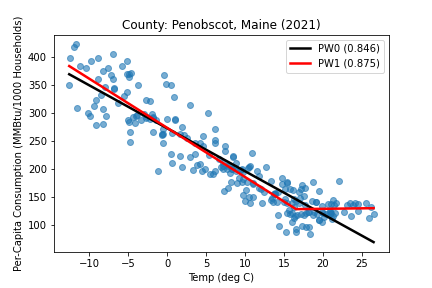 County: Penobscot, Maine (2021)
Per-Capita Consumption (MMBtu/1000 Households)
400
350
300
250
200
150
100
PW0 (0.846)
PW1 (0.875)
−10 −5 0 5 10 15 20 25
Temp (deg C)